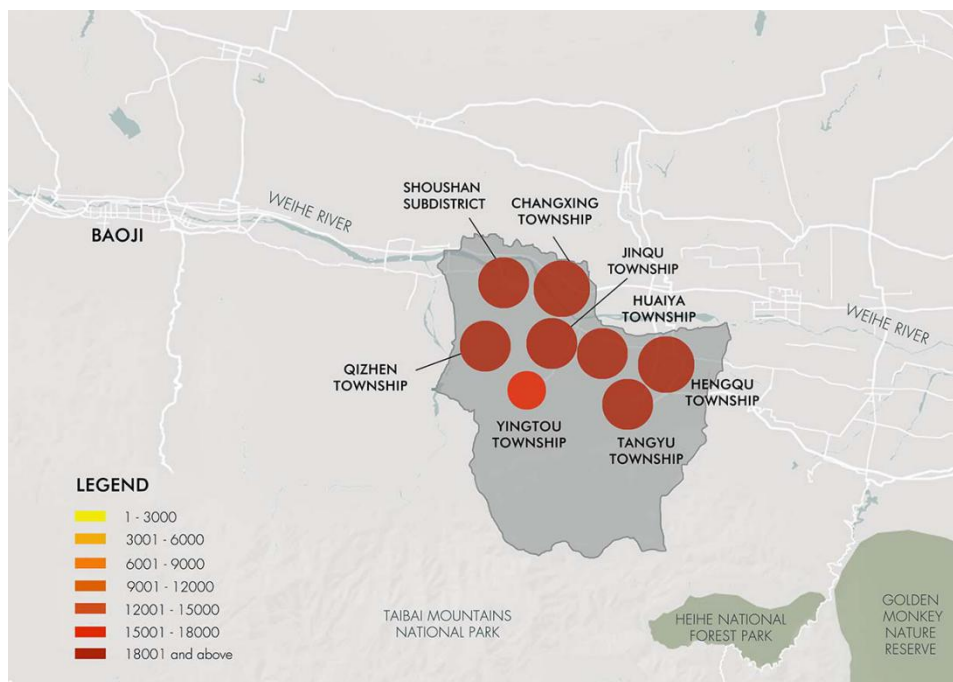 SHOUSHAN
SUBDISTRICT
CHANGXING
TOWNSHIP
WEIHE RIVER
BAOJI
JINQU
TOWNSHIP
HUAIYA
TOWNSHIP
WEIHE RIVER
QIZHEN
TOWNSHIP
HENGQU
TOWNSHIP
YINGTOU
TOWNSHIP
TANGYU
TOWNSHIP
LEGEND
1 - 3000
3001 - 6000
6001 - 9000
9001 - 12000
12001 - 15000
15001 - 18000
18001 and above
TAIBAI MOUNTAINS
NATIONAL PARK
HEIHE NATIONAL
FOREST PARK
GOLDEN
MONKEY
NATURE
RESERVE